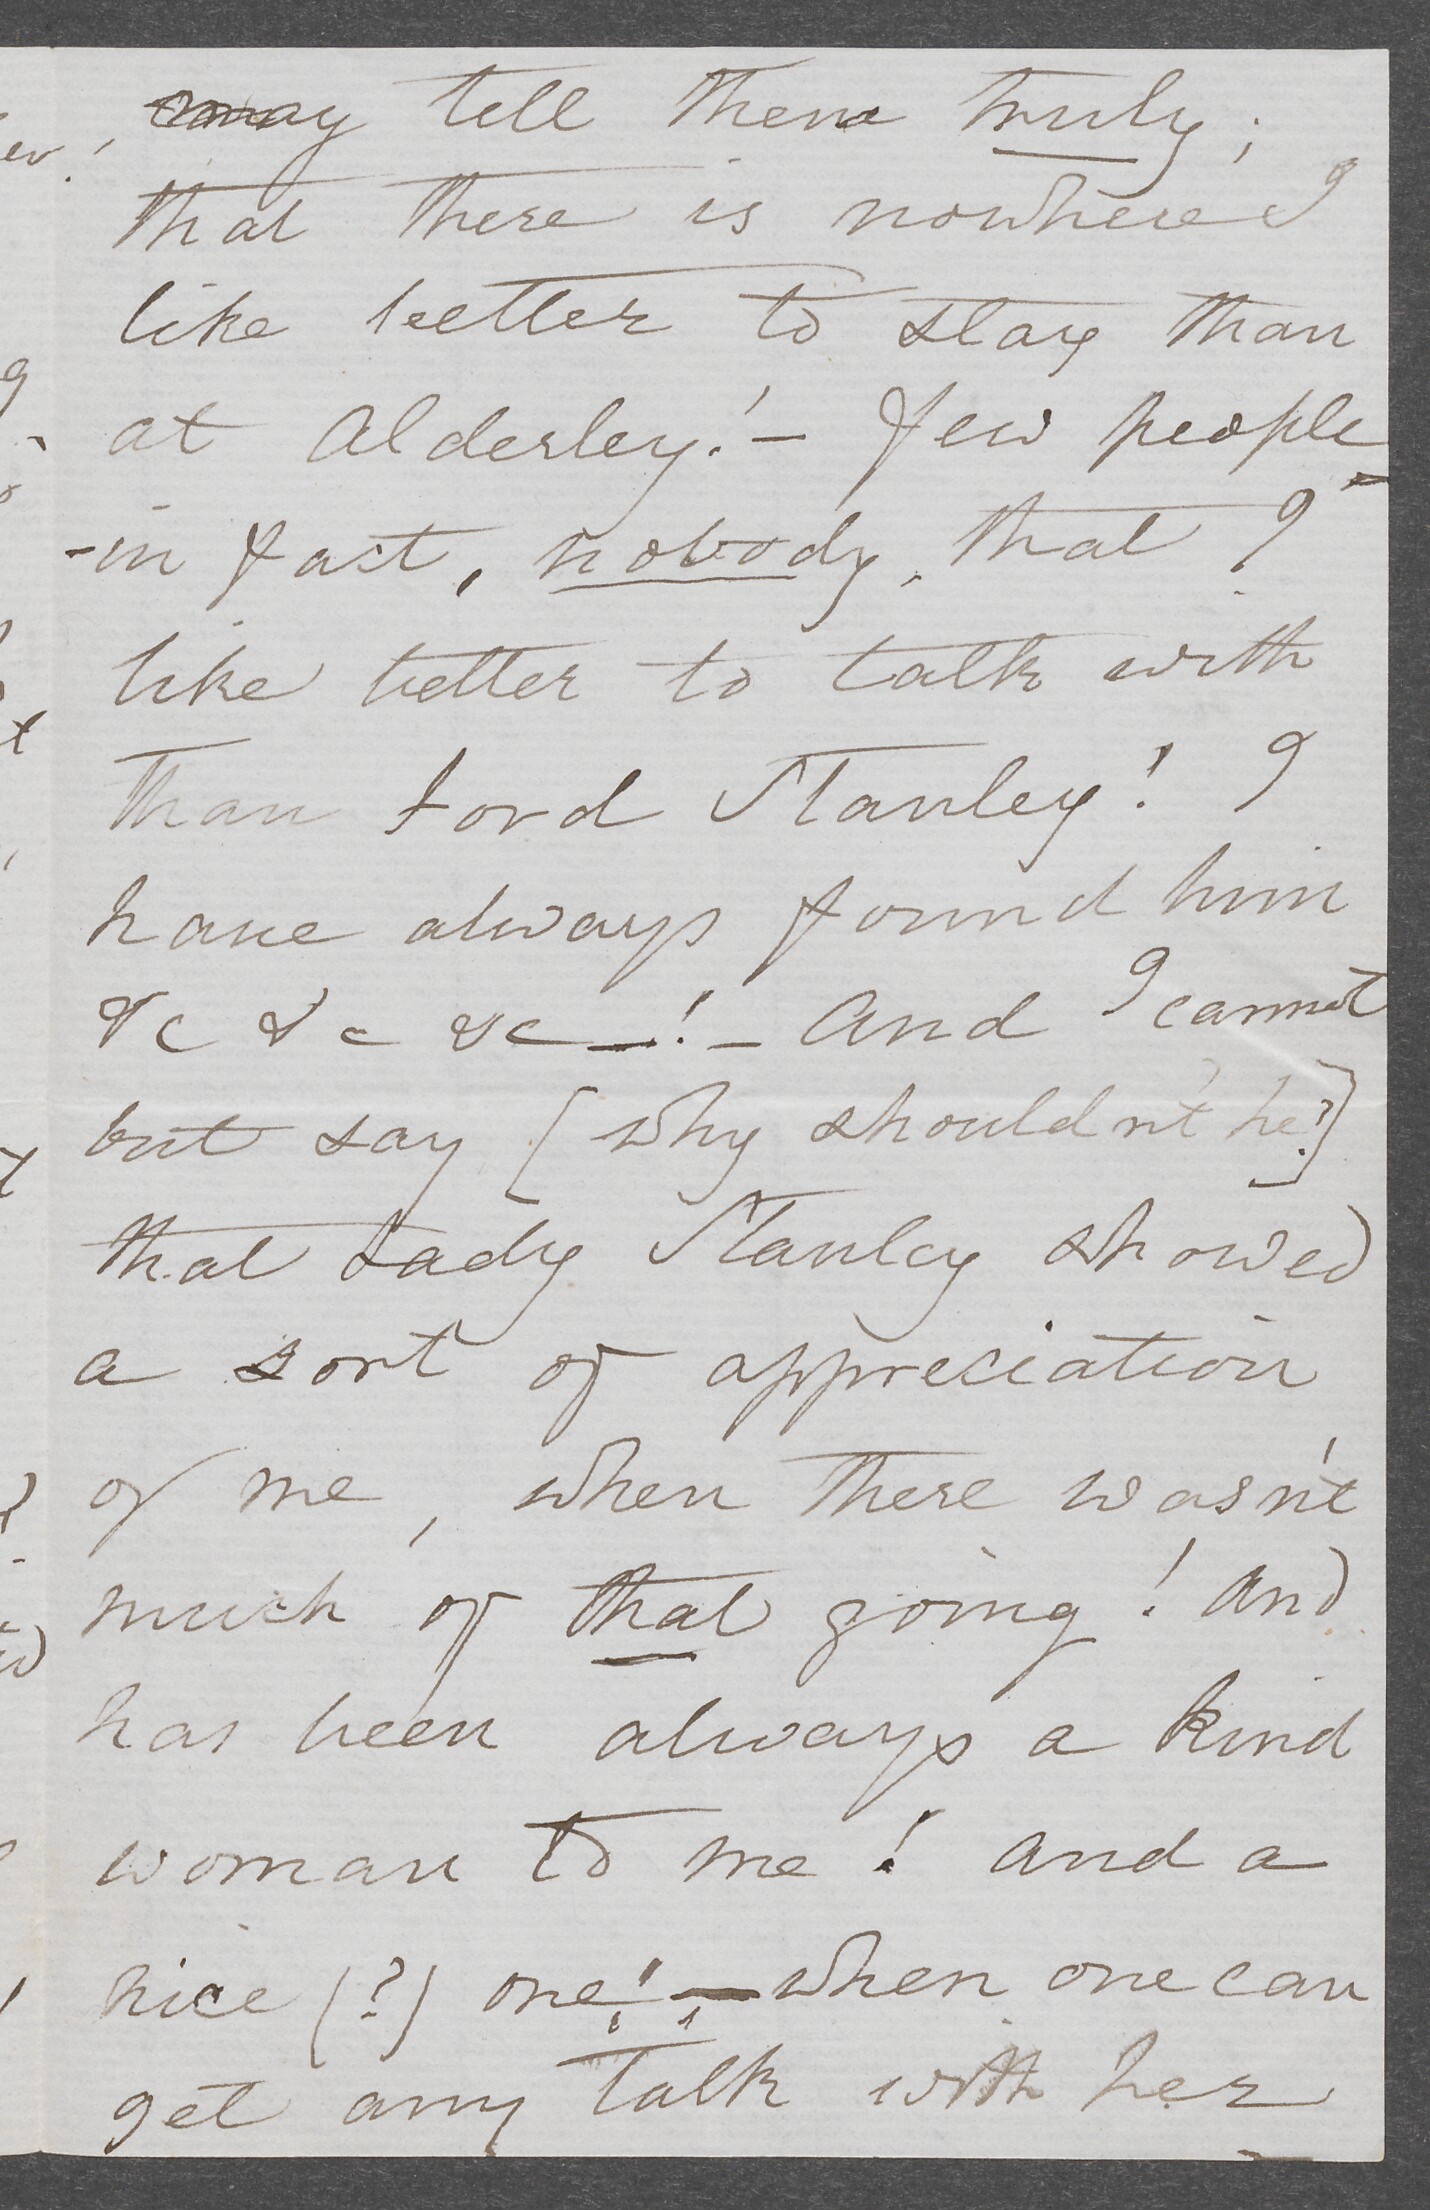 may tell them truly,
that there is nowhere I
like better to stay than
at Alderley! – few people
– in fact, nobody, that I
like better to talk with
than Lord Stanley! I
have always found him
&c &c &c —! – And I cannot
but say [why shouldn't he?]
that Lady Stanley showed
a sort of appreciation
of me, when there wasn't
much of that going! And
has been always a kind
woman to me! and a
nice (?) one! – when one can
get any talk with her